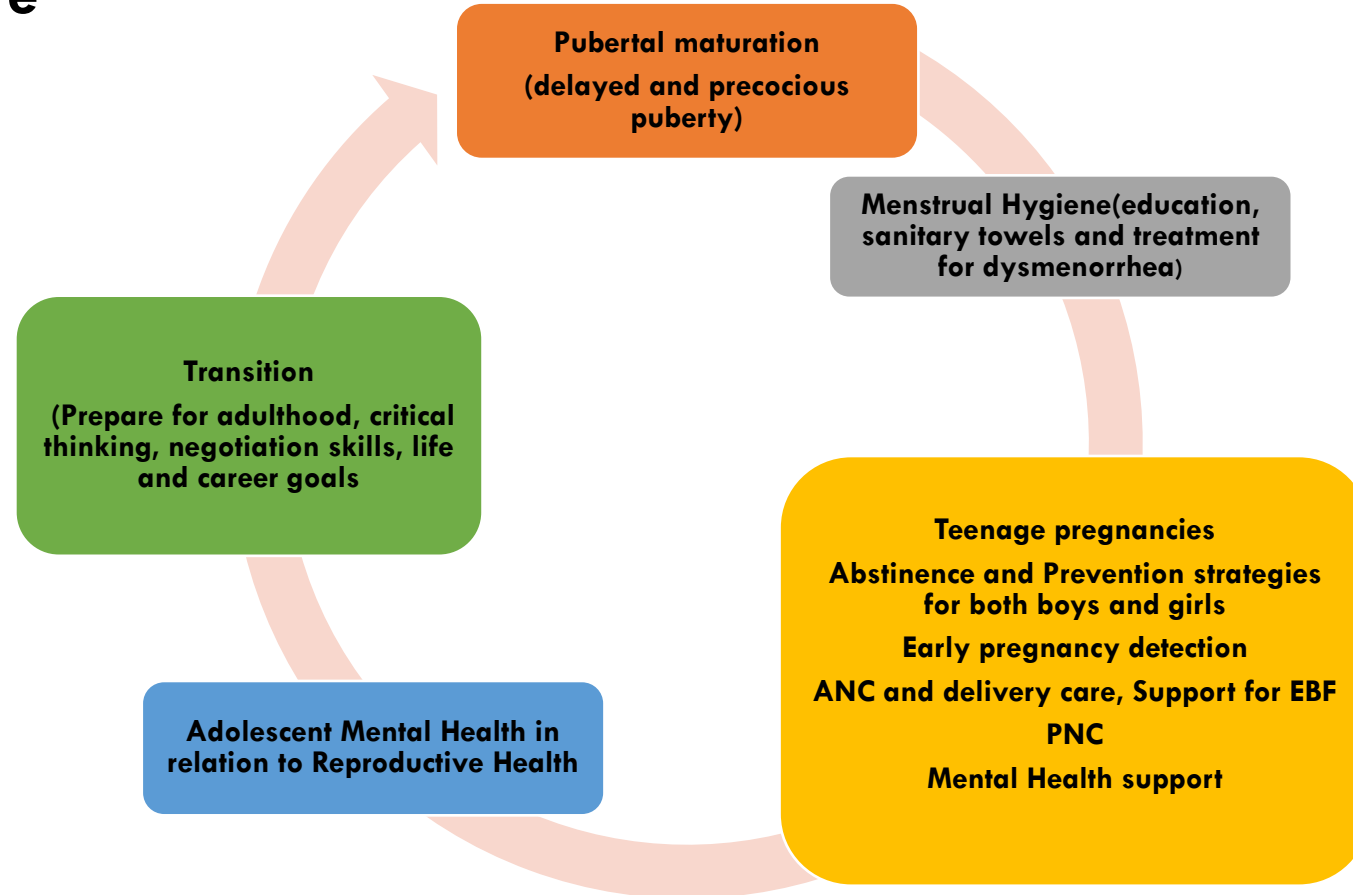 e
Pubertal maturation
(delayed and precocious
puberty)
Menstrual Hygiene(education,
sanitary towels and treatment
for dysmenorrhea)
Teenage pregnancies
Abstinence and Prevention strategies
for both boys and girls
Early pregnancy detection
ANC and delivery care, Support for EBF
PNC
Mental Health support
Adolescent Mental Health in
relation to Reproductive Health
Transition
(Prepare for adulthood, critical
thinking, negotiation skills, life
and career goals